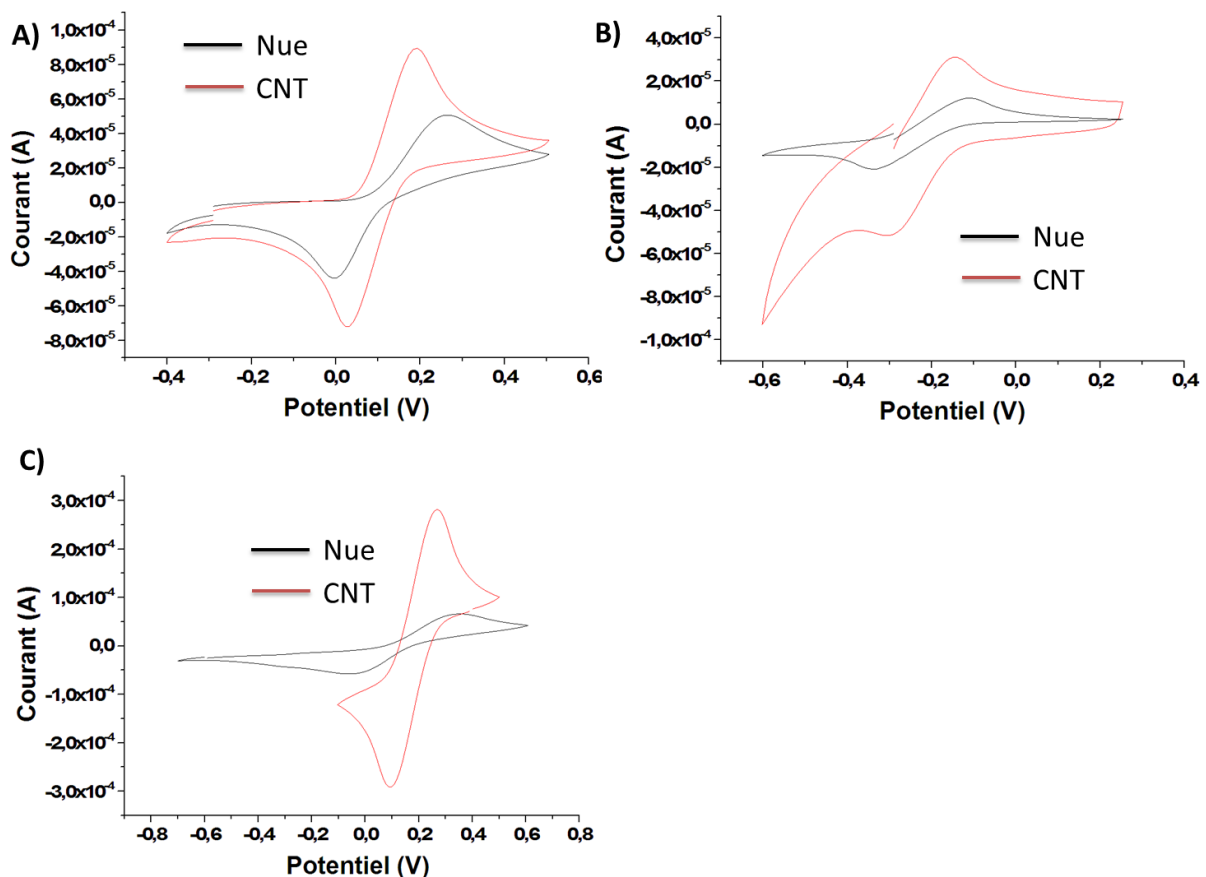 A)
Nue
CNT
1,0x10⁻⁴
8,0x10⁻⁵
6,0x10⁻⁵
4,0x10⁻⁵
2,0x10⁻⁵
0,0
-2,0x10⁻⁵
-4,0x10⁻⁵
-6,0x10⁻⁵
-8,0x10⁻⁵
Courant (A)
-0,4 -0,2 0,0 0,2 0,4 0,6
Potentiel (V)
B)
4,0x10⁻⁵
2,0x10⁻⁵
0,0
-2,0x10⁻⁵
-4,0x10⁻⁵
-6,0x10⁻⁵
-8,0x10⁻⁵
-1,0x10⁻⁴
Courant (A)
Nue
CNT
-0,6 -0,4 -0,2 0,0 0,2 0,4
Potentiel (V)
C)
3,0x10⁻⁴
2,0x10⁻⁴
1,0x10⁻⁴
0,0
-1,0x10⁻⁴
-2,0x10⁻⁴
-3,0x10⁻⁴
Courant (A)
Nue
CNT
-0,8 -0,6 -0,4 -0,2 0,0 0,2 0,4 0,6 0,8
Potentiel (V)